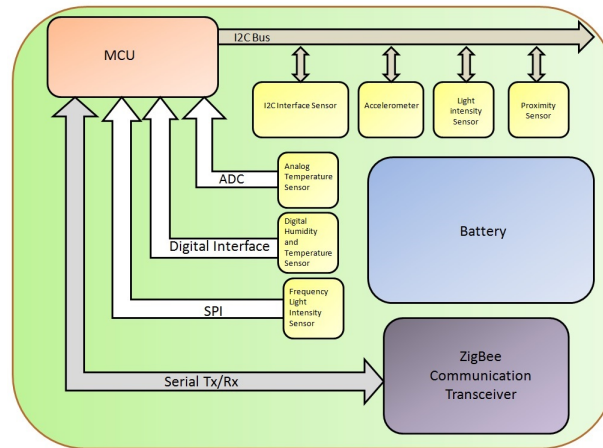 MCU
I2C Bus
I2C Interface Sensor
Accelerometer
Light
intensity
Sensor
Proximity
Sensor
Analog
Temperature
Sensor
ADC
Digital
Humidity
and
Temperature
Sensor
Digital Interface
Battery
Frequency
Light
Intensity
Sensor
SPI
ZigBee
Communication
Transceiver
Serial Tx/Rx